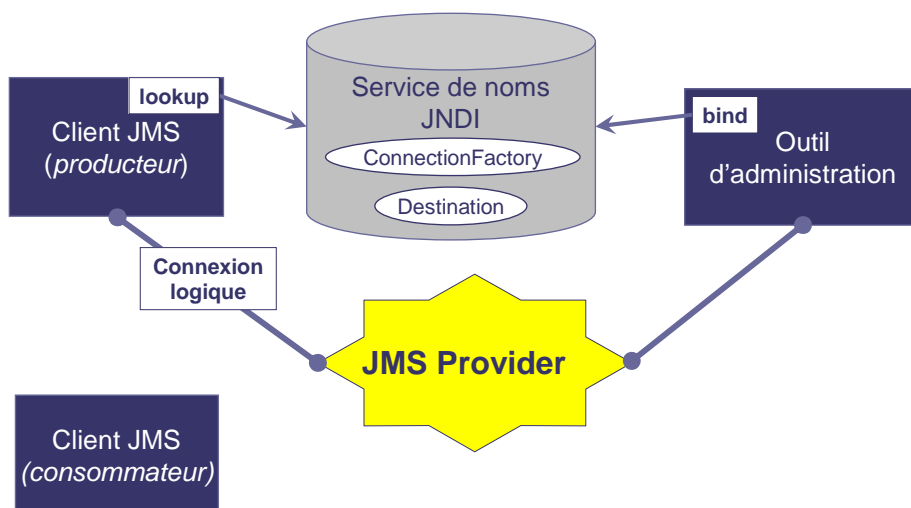 lookup
Client JMS
(producteur)
Service de noms
JNDI
ConnectionFactory
Destination
bind
Outil
d'administration
Connexion
logique
JMS Provider
Client JMS
(consommateur)